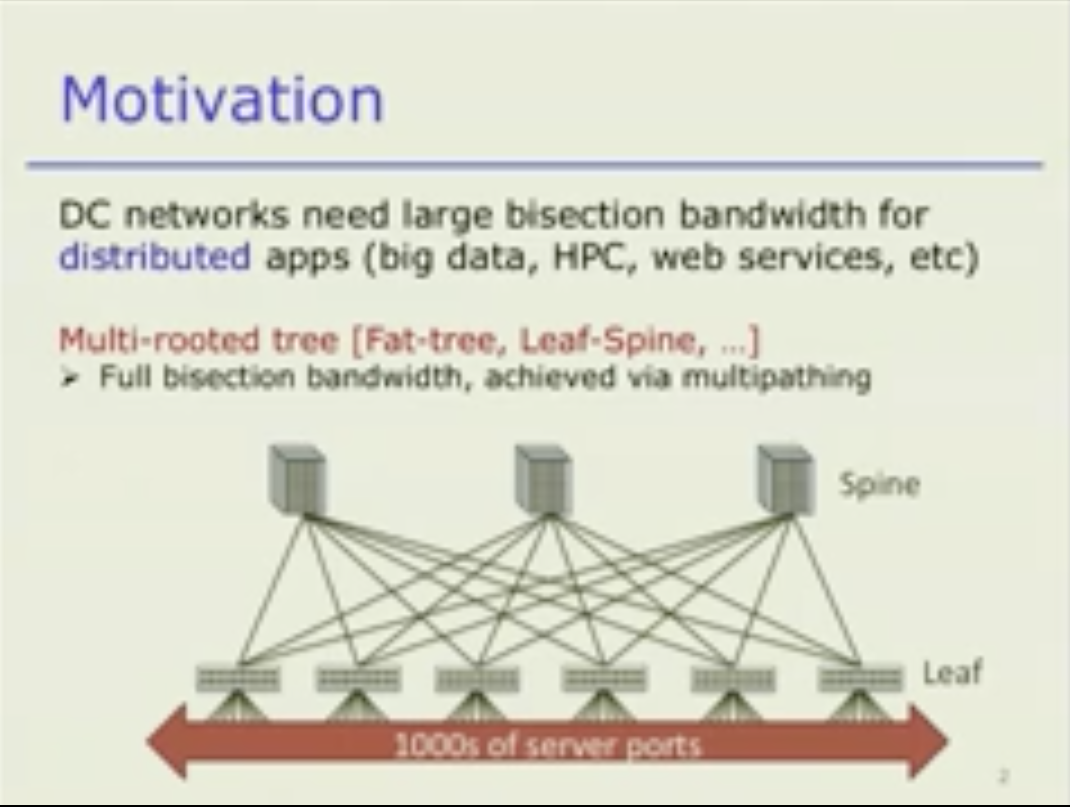 Motivation
DC networks need large bisection bandwidth for
distributed apps (big data, HPC, web services, etc)
Multi-rooted tree [Fat-tree, Leaf-Spine, …]
➢ Full bisection bandwidth, achieved via multipathing
Spine
Leaf
1000s of server ports
2